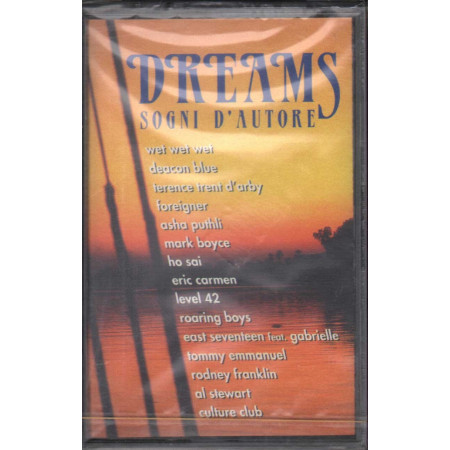 DREAMS
SOGNI D'AUTORE
wet wet wet
deacon blue
terence trent d'arby
foreigner
asha puthli
mark boyce
ho sai
eric carmen
level 42
roaring boys
east seventeen feat. gabrielle
tommy emmanuel
rodney franklin
al stewart
culture club